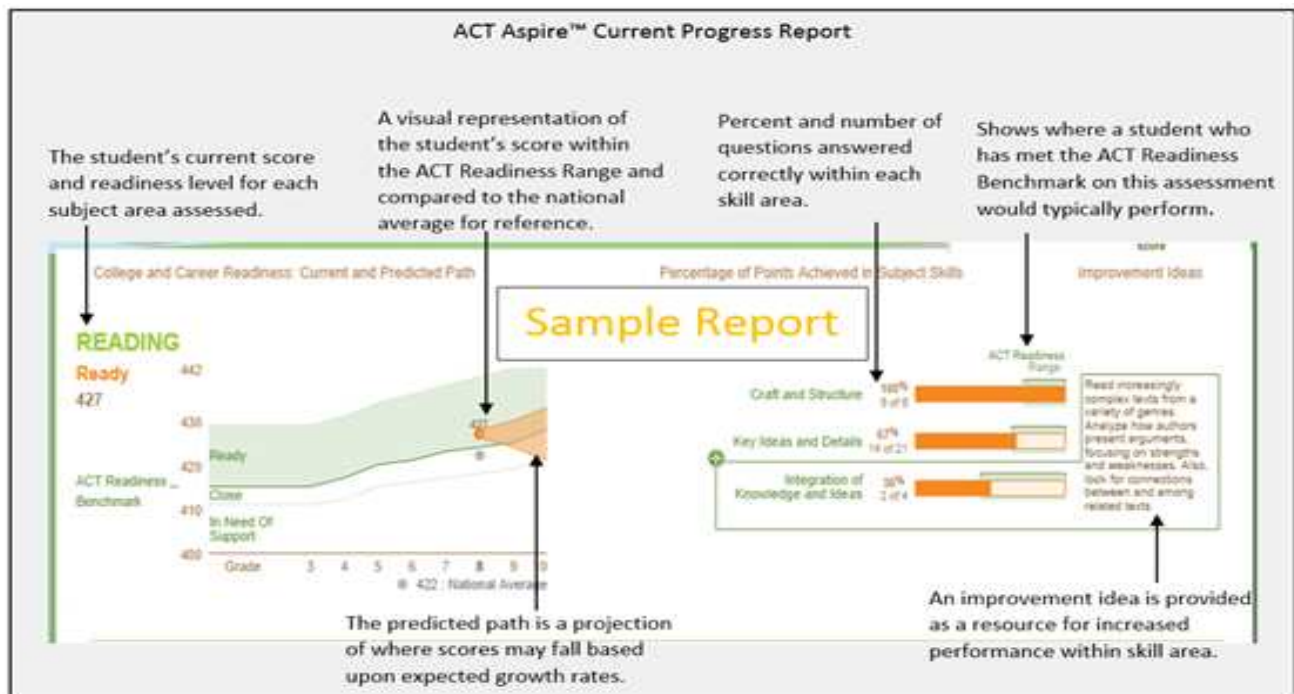 ACT Aspire™ Current Progress Report
The student's current score
and readiness level for each
subject area assessed.
A visual representation of
the student's score within
the ACT Readiness Range and
compared to the national
average for reference.
Percent and number of
questions answered
correctly within each
skill area.
Shows where a student who
has met the ACT Readiness
Benchmark on this assessment
would typically perform.
score
College and Career Readiness: Current and Predicted Path
Percentage of Points Achieved in Subject Skills
Improvement Ideas
Sample Report
READING
Ready
427
442
420
410
400
427
Ready
ACT Readiness
Benchmark
Close
In Need Of
Support
Grade 3 4 5 6 7 8 9
422 : National Average
ACT Readiness
Range
Craft and Structure
100%
Key Ideas and Details
67%
14 of 21
Integration of
Knowledge and Ideas
2 of 4
Read increasingly
complex texts from a
variety of genres.
Analyze how authors
present arguments,
focusing on strengths
and weaknesses. Also,
look for connections
between and among
related texts.
The predicted path is a projection
of where scores may fall based
upon expected growth rates.
An improvement idea is provided
as a resource for increased
performance within skill area.